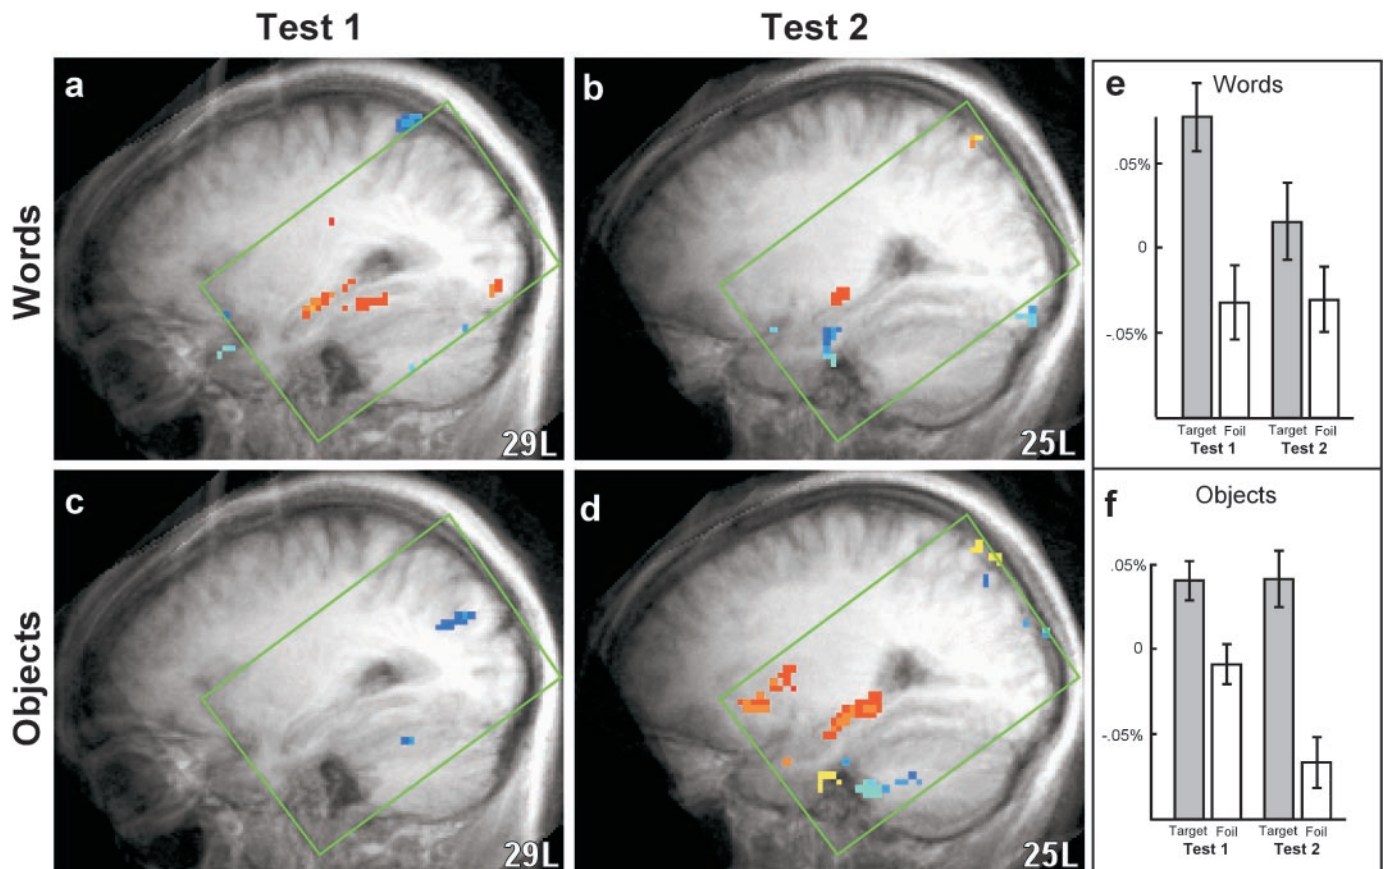 Test 1
Test 2
Words
Objects
a
29L
b
25L
c
29L
d
25L
e
Words
.05%
0
-.05%
Target Foil Target Foil
Test 1 Test 2
f
Objects
.05%
0
-.05%
Target Foil Target Foil
Test 1 Test 2